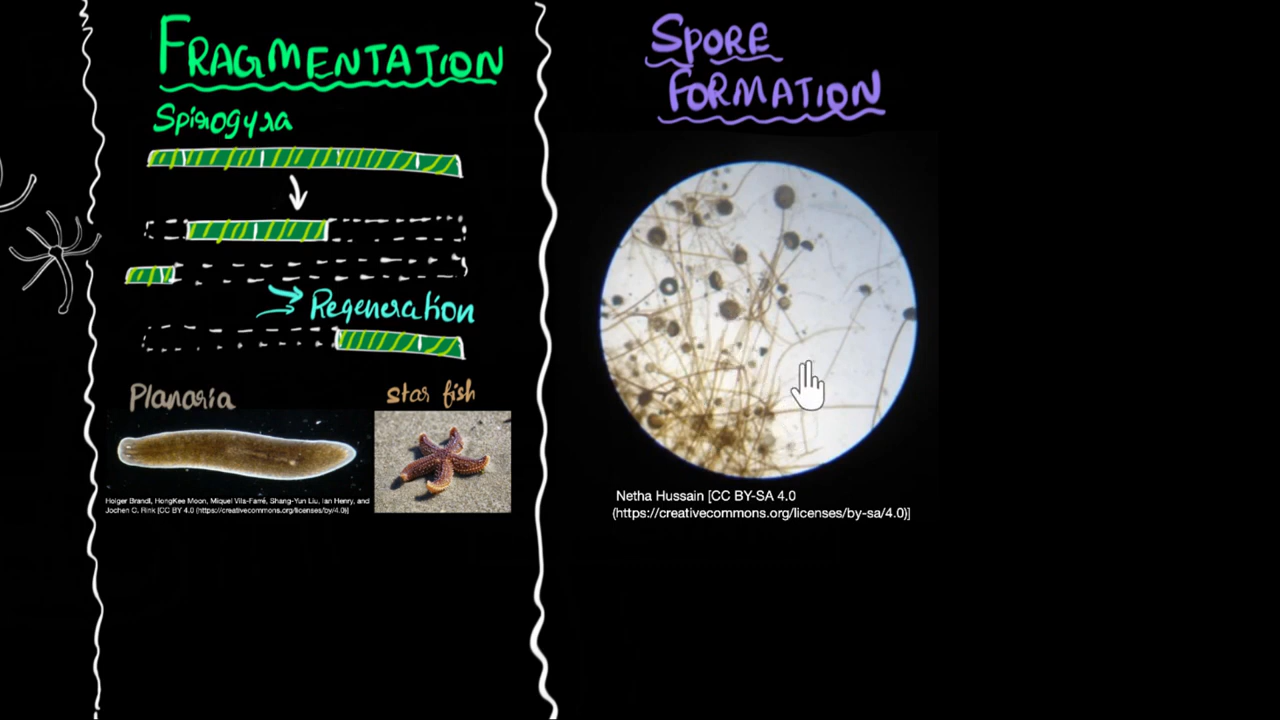 FRAGMENTATION
Spirogyra
Regeneration
Planaria
Star fish
Holger Brandl, HongKee Moon, Miquel Vila-Farré, Shang-Yun Liu, Ian Henry, and
Jochen C. Rink [CC BY 4.0 (https://creativecommons.org/licenses/by/4.0)]
SPORE
FORMATION
Netha Hussain [CC BY-SA 4.0
(https://creativecommons.org/licenses/by-sa/4.0)]